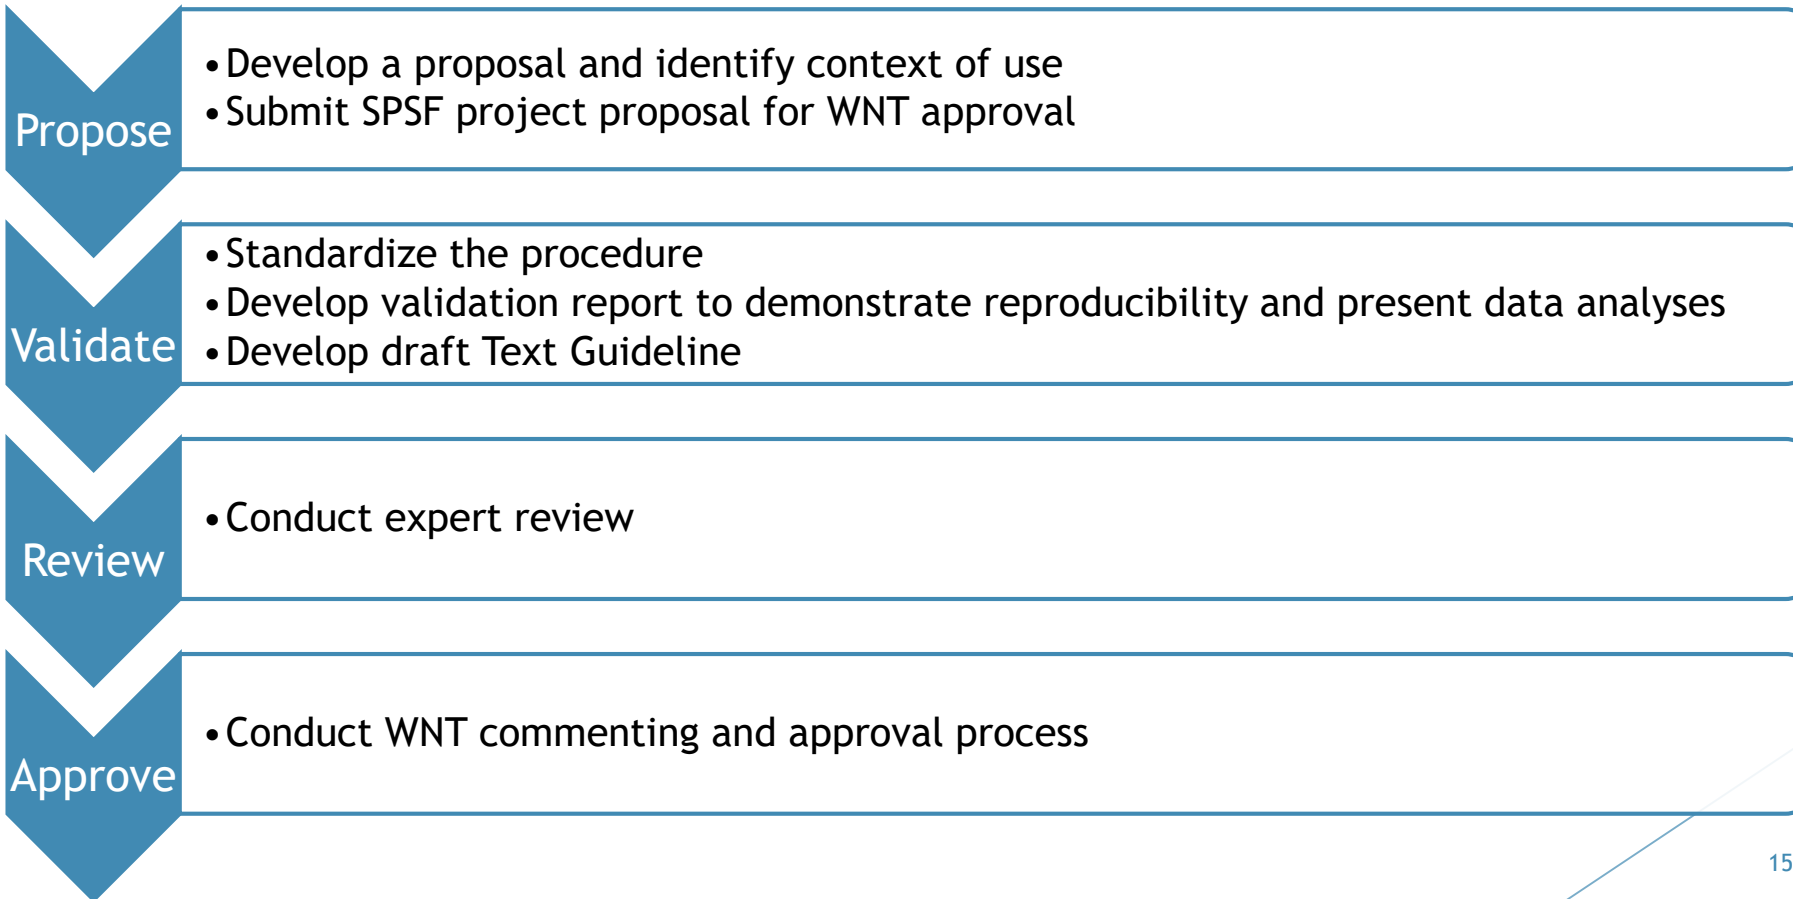 Propose
•Develop a proposal and identify context of use
•Submit SPSF project proposal for WNT approval
Validate
•Standardize the procedure
•Develop validation report to demonstrate reproducibility and present data analyses
•Develop draft Text Guideline
Review
•Conduct expert review
Approve
•Conduct WNT commenting and approval process
15